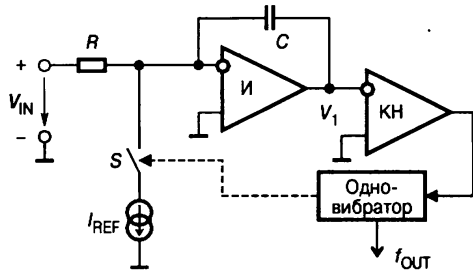 R
C
+
V_IN
−
И
V_1
КН
S
I_REF
Одно-
вибратор
f_OUT